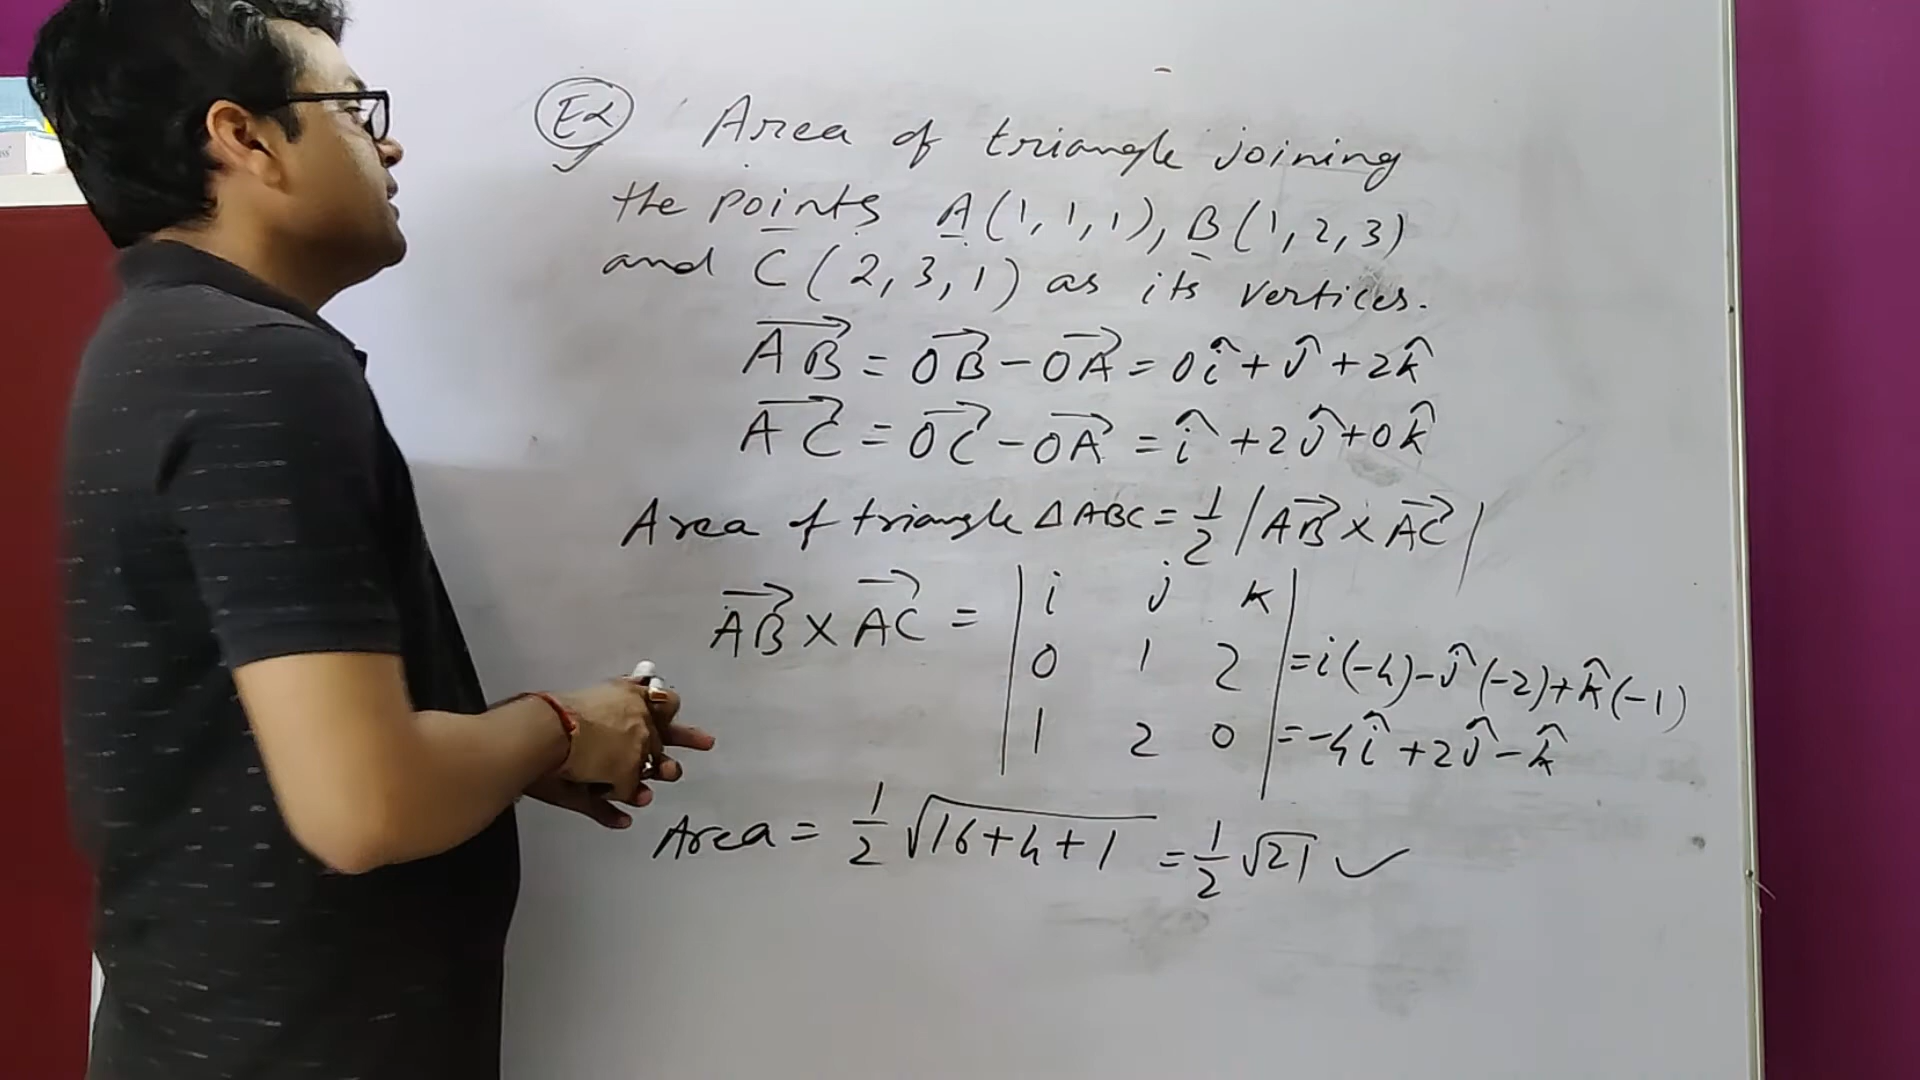 Ex Area of triangle joining
the points A(1,1,1), B(1,2,3)
and C(2,3,1) as its vertices.
AB⃗ = OB⃗ - OA⃗ = 0î + ĵ + 2k̂
AC⃗ = OC⃗ - OA⃗ = î + 2ĵ + 0k̂
Area of triangle ΔABC = 1/2 |AB⃗ × AC⃗|
AB⃗ × AC⃗ = | i j k |
| 0 1 2 | = i(-4) - ĵ(-2) + k̂(-1)
| 1 2 0 | = -4î + 2ĵ - k̂
Area = 1/2 √16+4+1 = 1/2 √21 ✓